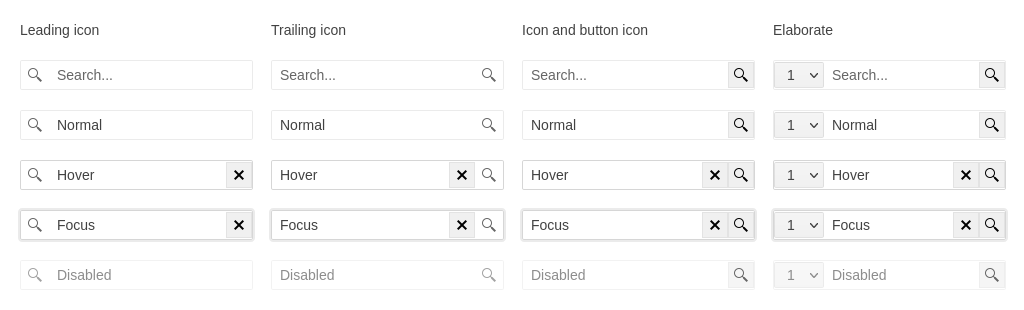 Leading icon Trailing icon Icon and button icon Elaborate
Search... Search... Search... 1 Search...
Normal Normal Normal 1 Normal
Hover Hover Hover 1 Hover
Focus Focus Focus 1 Focus
Disabled Disabled Disabled 1 Disabled